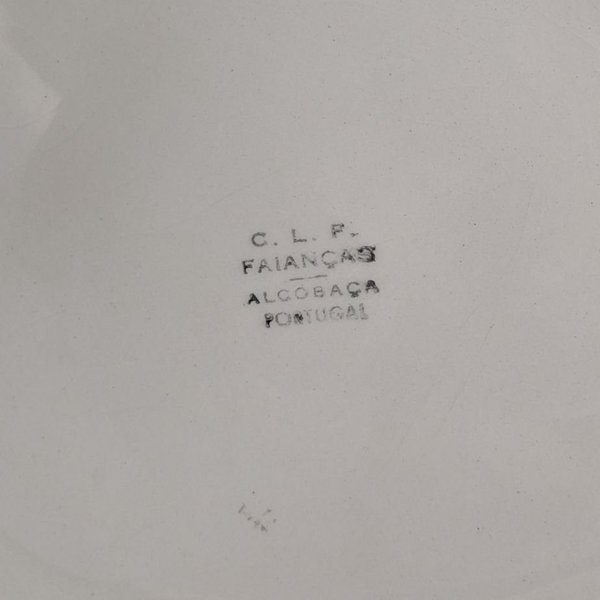 C. L. F.
FAIANÇAS
ALCOBAÇA
PORTUGAL